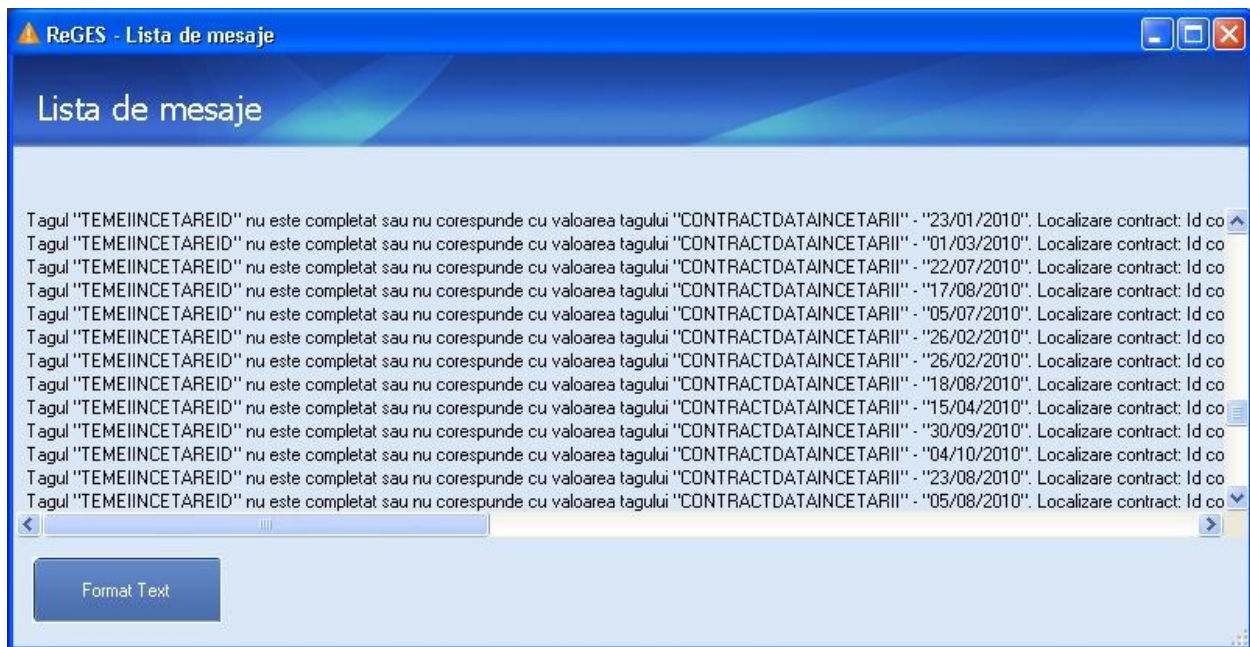 ReGES - Lista de mesaje
Lista de mesaje
Tagul "TEMEIINCETAREID" nu este completat sau nu corespunde cu valoarea tagului "CONTRACTDATAINCETARII" - "23/01/2010". Localizare contract: Id co
Tagul "TEMEIINCETAREID" nu este completat sau nu corespunde cu valoarea tagului "CONTRACTDATAINCETARII" - "01/03/2010". Localizare contract: Id co
Tagul "TEMEIINCETAREID" nu este completat sau nu corespunde cu valoarea tagului "CONTRACTDATAINCETARII" - "22/07/2010". Localizare contract: Id co
Tagul "TEMEIINCETAREID" nu este completat sau nu corespunde cu valoarea tagului "CONTRACTDATAINCETARII" - "17/08/2010". Localizare contract: Id co
Tagul "TEMEIINCETAREID" nu este completat sau nu corespunde cu valoarea tagului "CONTRACTDATAINCETARII" - "05/07/2010". Localizare contract: Id co
Tagul "TEMEIINCETAREID" nu este completat sau nu corespunde cu valoarea tagului "CONTRACTDATAINCETARII" - "26/02/2010". Localizare contract: Id co
Tagul "TEMEIINCETAREID" nu este completat sau nu corespunde cu valoarea tagului "CONTRACTDATAINCETARII" - "26/02/2010". Localizare contract: Id co
Tagul "TEMEIINCETAREID" nu este completat sau nu corespunde cu valoarea tagului "CONTRACTDATAINCETARII" - "18/08/2010". Localizare contract: Id co
Tagul "TEMEIINCETAREID" nu este completat sau nu corespunde cu valoarea tagului "CONTRACTDATAINCETARII" - "15/04/2010". Localizare contract: Id co
Tagul "TEMEIINCETAREID" nu este completat sau nu corespunde cu valoarea tagului "CONTRACTDATAINCETARII" - "30/09/2010". Localizare contract: Id co
Tagul "TEMEIINCETAREID" nu este completat sau nu corespunde cu valoarea tagului "CONTRACTDATAINCETARII" - "04/10/2010". Localizare contract: Id co
Tagul "TEMEIINCETAREID" nu este completat sau nu corespunde cu valoarea tagului "CONTRACTDATAINCETARII" - "23/08/2010". Localizare contract: Id co
Tagul "TEMEIINCETAREID" nu este completat sau nu corespunde cu valoarea tagului "CONTRACTDATAINCETARII" - "05/08/2010". Localizare contract: Id co
Format Text